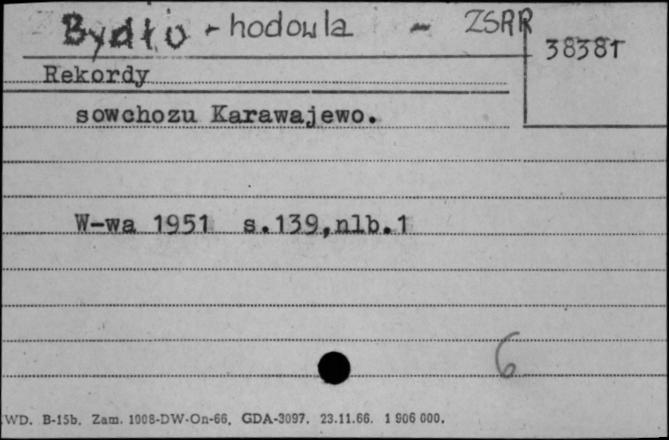 Bydło - hodowla - ZSRR
38381
Rekordy
sowchozu Karawajewo.
W-wa 1951 s.139,nlb.1
6
WD. B-15b. Zam. 1008-DW-On-66. GDA-3097. 23.11.66. 1 906 000.